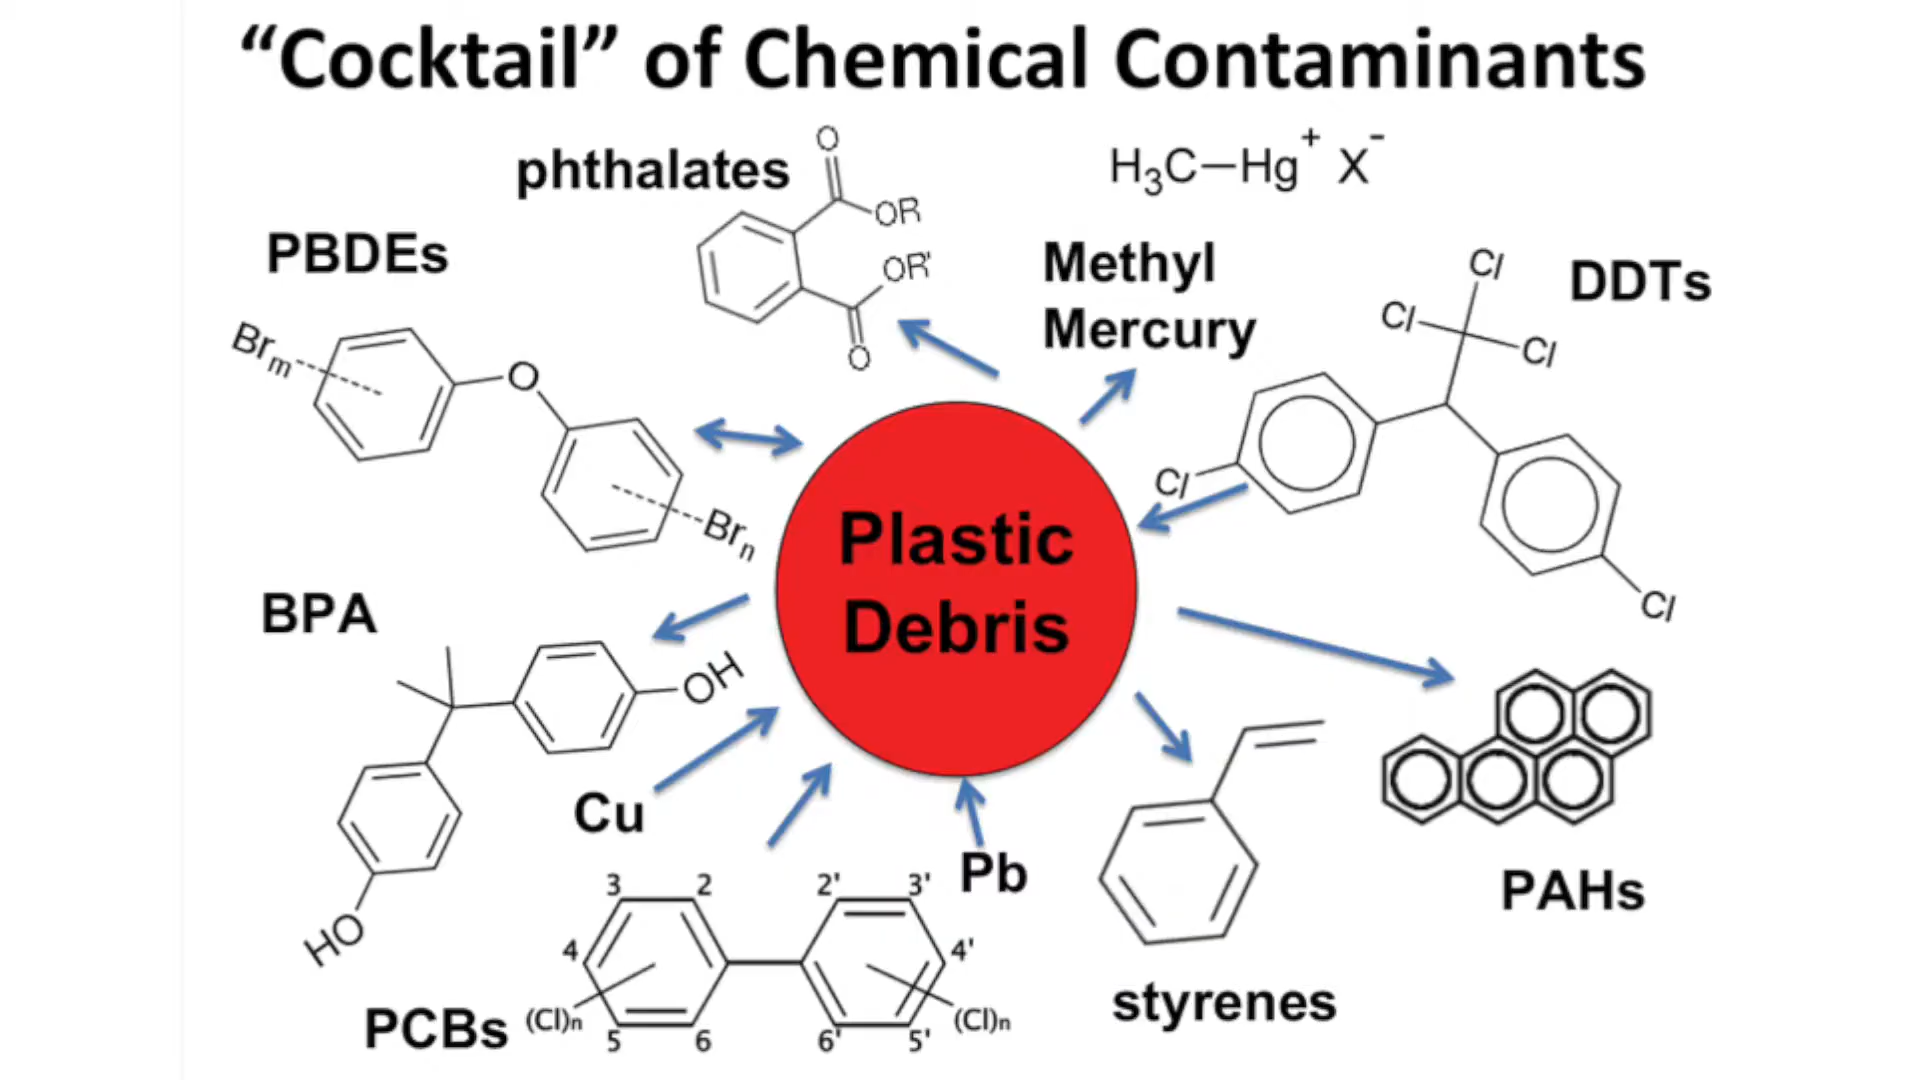 “Cocktail” of Chemical Contaminants
phthalates
O
OR
OR'
O
H3C—Hg+ X-
Methyl
Mercury
PBDEs
Brm
O
Brn
DDTs
Cl
Cl
Cl
Cl
Cl
Plastic
Debris
BPA
OH
HO
Cu
Pb
PCBs
3
2
2'
3'
4
4'
(Cl)n
(Cl)n
5
6
6'
5'
styrenes
PAHs